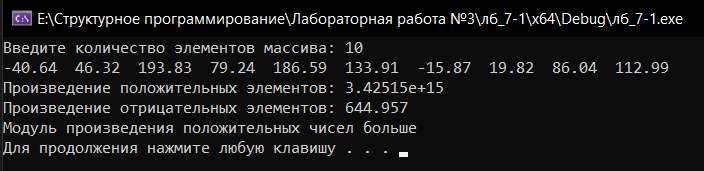 E:\Структурное программирование\Лабораторная работа №3\лб_7-1\x64\Debug\лб_7-1.exe
Введите количество элементов массива: 10
-40.64  46.32  193.83  79.24  186.59  133.91  -15.87  19.82  86.04  112.99
Произведение положительных элементов: 3.42515e+15
Произведение отрицательных элементов: 644.957
Модуль произведения положительных чисел больше
Для продолжения нажмите любую клавишу . . .